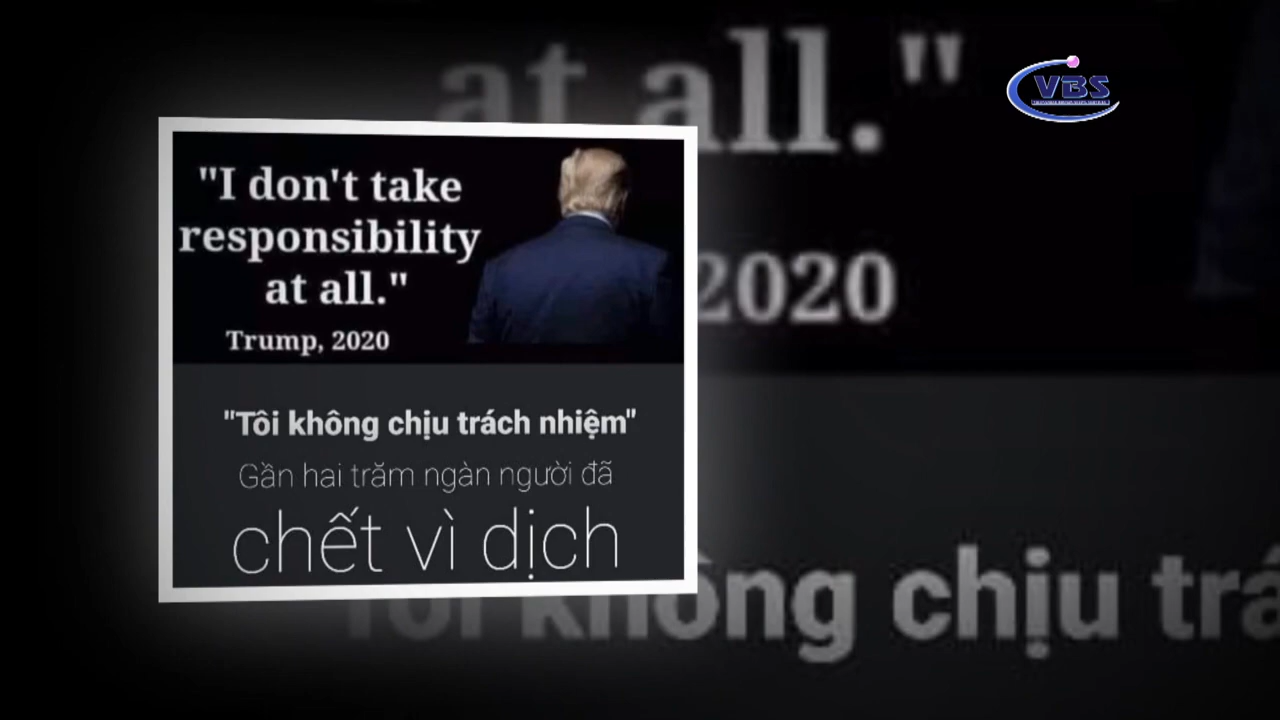 at all."
2020
VBS
"I don't take
responsibility
at all."
Trump, 2020
"Tôi không chịu trách nhiệm"
Gần hai trăm ngàn người đã
chết vì dịch
Tôi không chịu trá